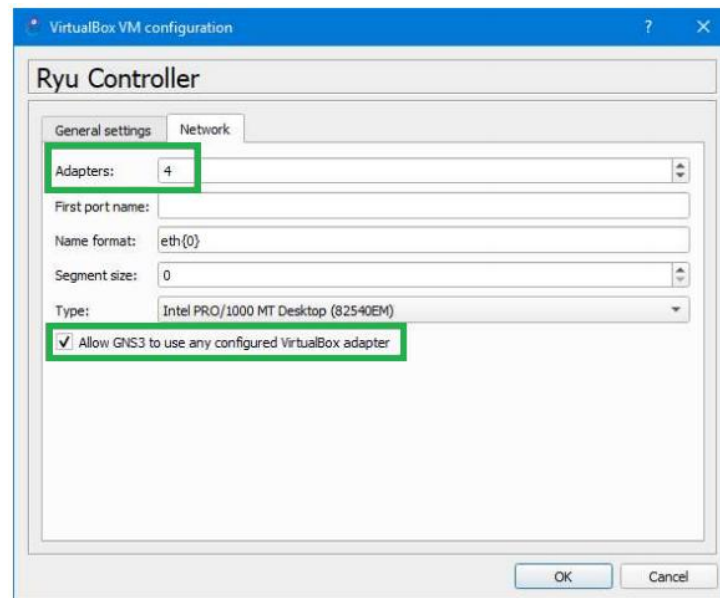 VirtualBox VM configuration
Ryu Controller
General settings Network
Adapters: 4
First port name:
Name format: eth{0}
Segment size: 0
Type: Intel PRO/1000 MT Desktop (82540EM)
Allow GNS3 to use any configured VirtualBox adapter
OK Cancel